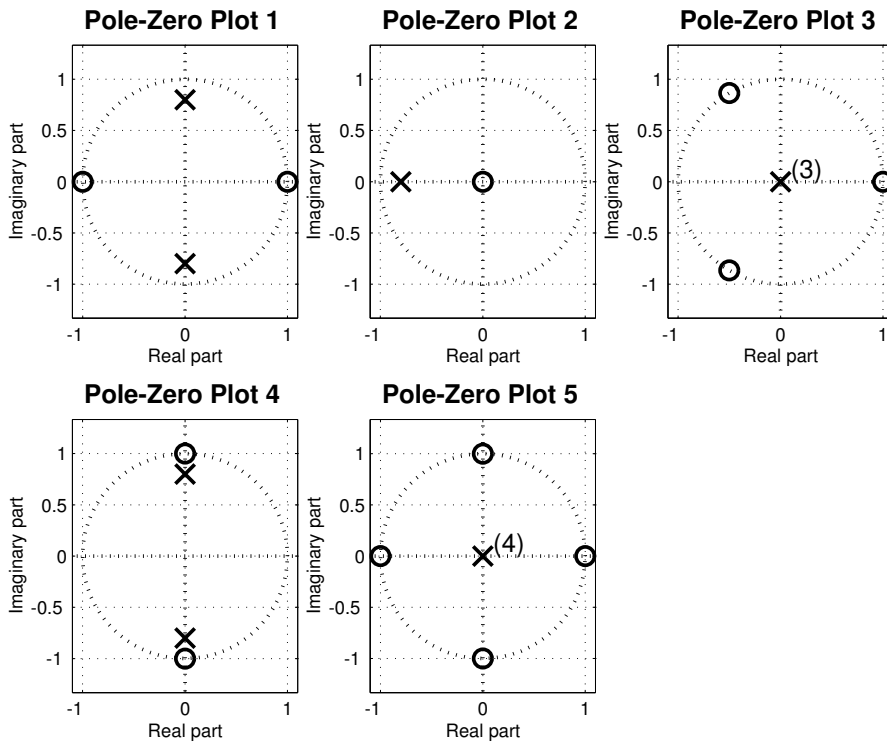 Pole-Zero Plot 1
Imaginary part
1
0.5
0
-0.5
-1
-1 0 1
Real part
Pole-Zero Plot 2
Imaginary part
1
0.5
0
-0.5
-1
-1 0 1
Real part
Pole-Zero Plot 3
Imaginary part
1
0.5
0
-0.5
-1
(3)
-1 0 1
Real part
Pole-Zero Plot 4
Imaginary part
1
0.5
0
-0.5
-1
-1 0 1
Real part
Pole-Zero Plot 5
Imaginary part
1
0.5
0
-0.5
-1
(4)
-1 0 1
Real part